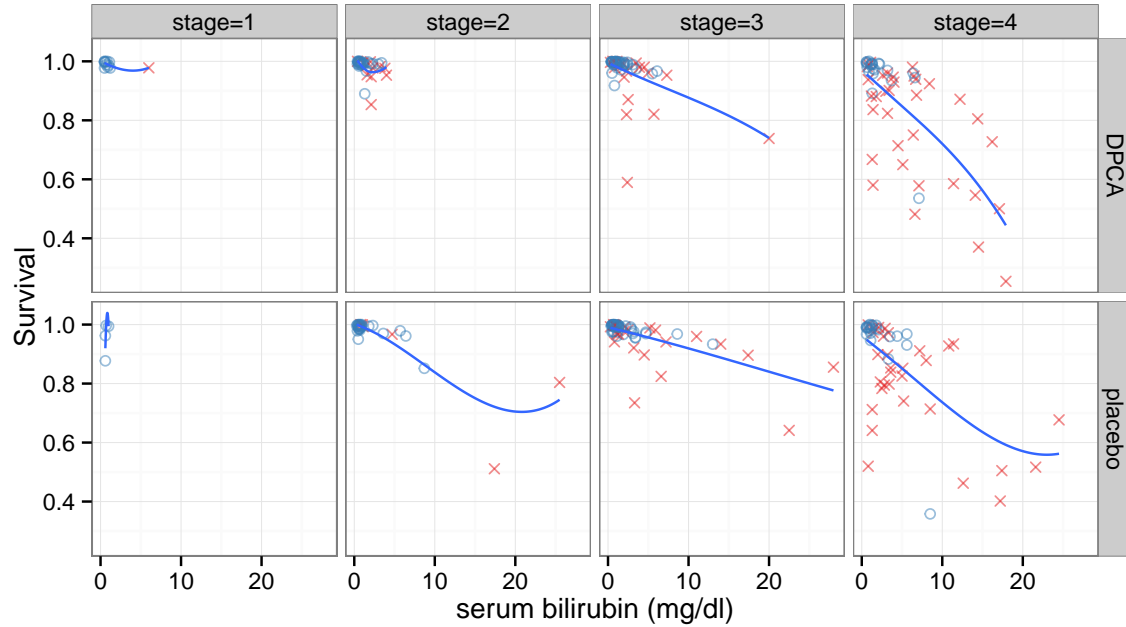 stage=1 stage=2 stage=3 stage=4
1.0
0.8
0.6
0.4
DPCA
Survival
1.0
0.8
0.6
0.4
placebo
0 10 20 0 10 20 0 10 20 0 10 20
serum bilirubin (mg/dl)